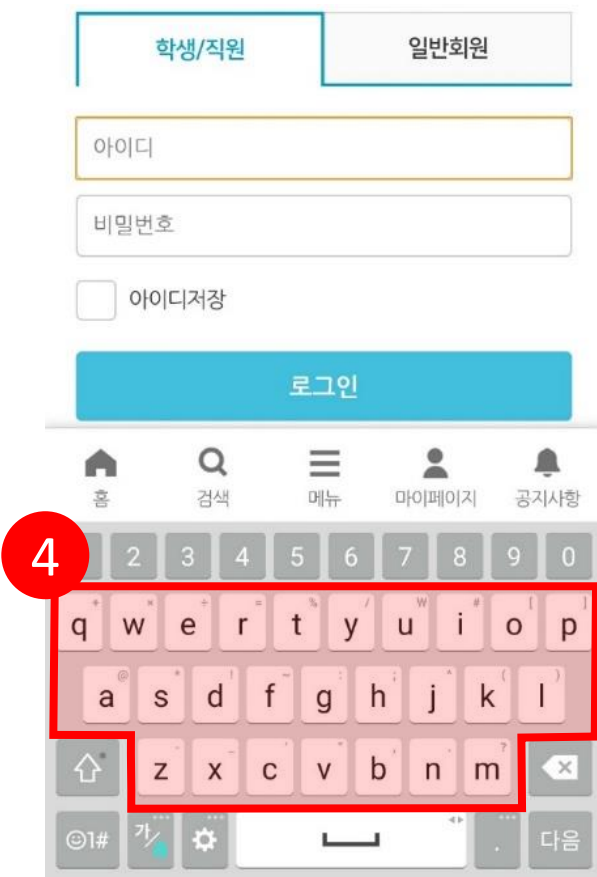 학생/직원 일반회원
아이디
비밀번호
아이디저장
로그인
홈 검색 메뉴 마이페이지 공지사항
4
2 3 4 5 6 7 8 9 0
+ × ÷ = % / ₩ # [ ]
q w e r t y u i o p
@ * ! ~ : ; ^ ( )
a s d f g h j k l
- _ ' " , . ?
z x c v b n m
☺1# 가/ . 다음